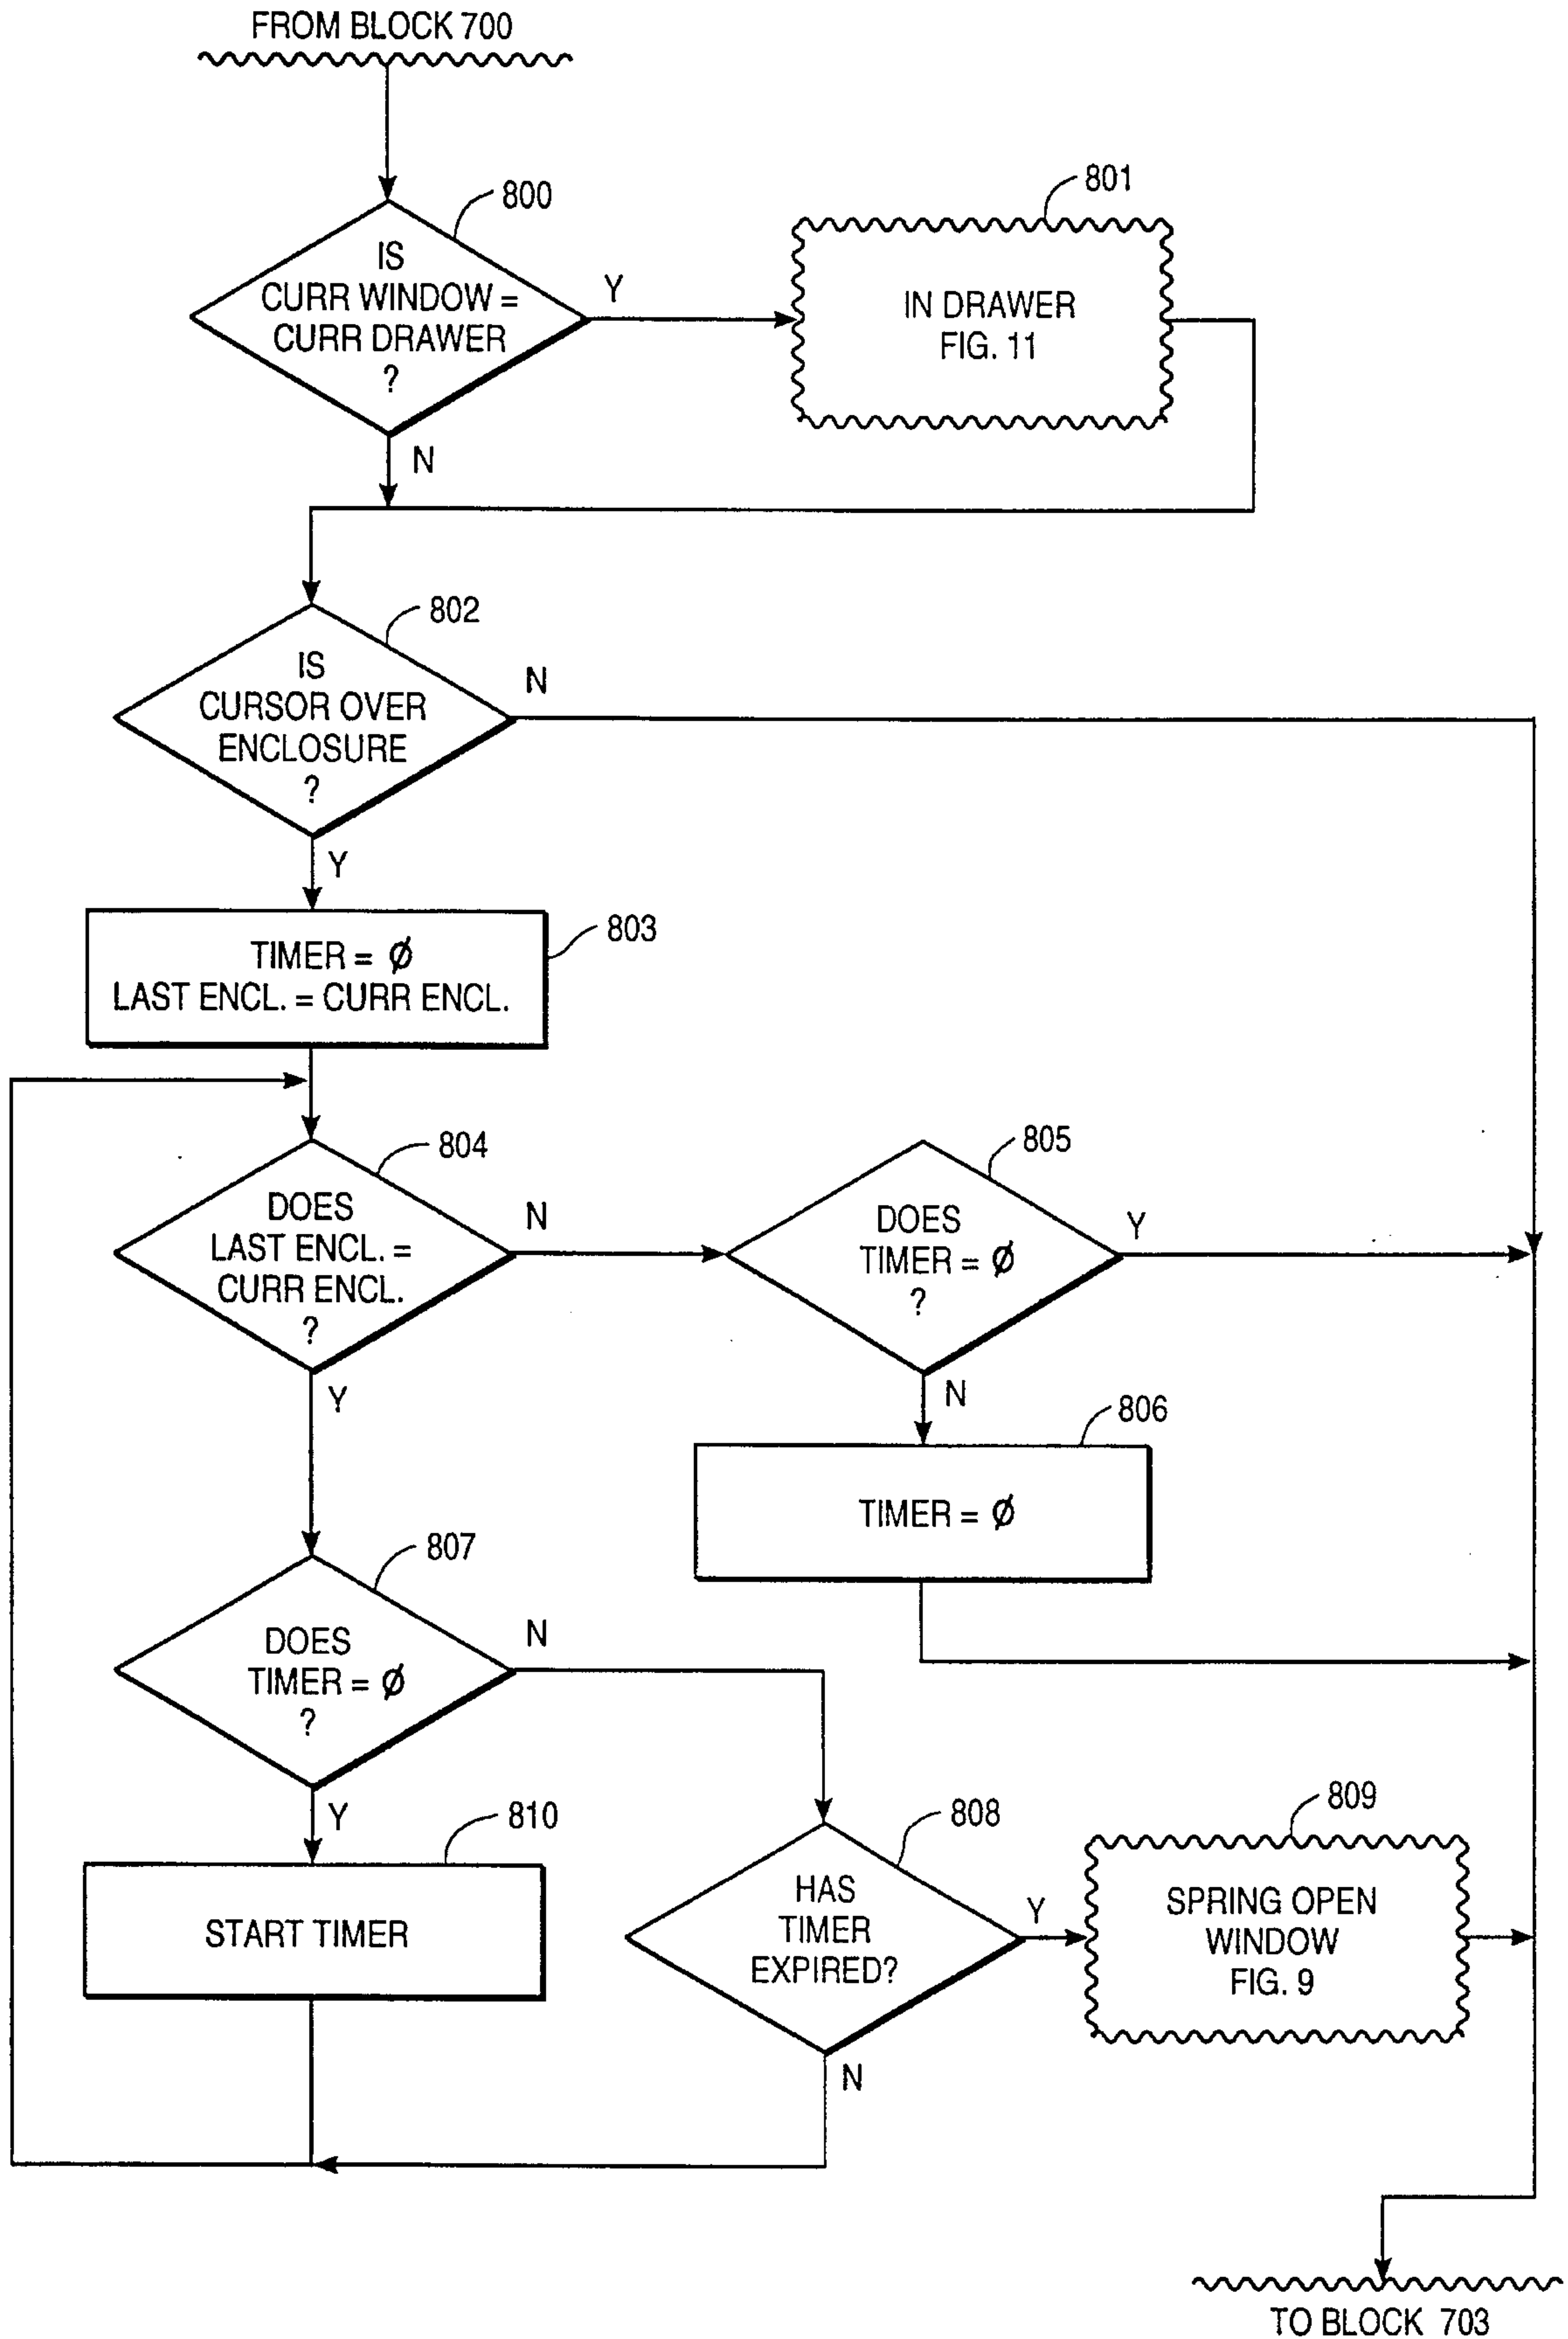 FROM BLOCK 700
800
IS
CURR WINDOW =
CURR DRAWER
?
Y
N
801
IN DRAWER
FIG. 11
802
IS
CURSOR OVER
ENCLOSURE
?
N
Y
803
TIMER = ∅
LAST ENCL. = CURR ENCL.
804
DOES
LAST ENCL. =
CURR ENCL.
?
N
Y
805
DOES
TIMER = ∅
?
Y
N
806
TIMER = ∅
807
DOES
TIMER = ∅
?
N
Y
810
START TIMER
808
HAS
TIMER
EXPIRED?
Y
N
809
SPRING OPEN
WINDOW
FIG. 9
TO BLOCK 703